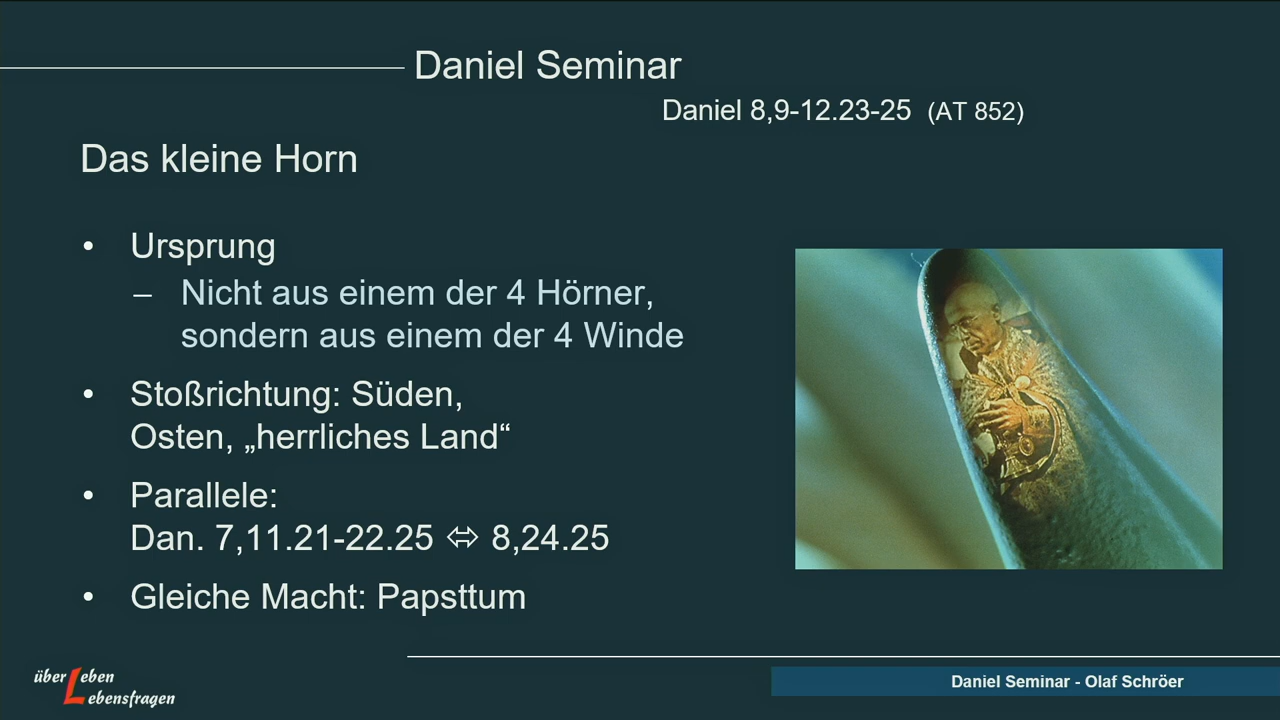 Daniel Seminar
Daniel 8,9-12.23-25 (AT 852)
Das kleine Horn
• Ursprung
– Nicht aus einem der 4 Hörner,
sondern aus einem der 4 Winde
• Stoßrichtung: Süden,
Osten, „herrliches Land“
• Parallele:
Dan. 7,11.21-22.25 ⬄ 8,24.25
• Gleiche Macht: Papsttum
über Leben
Lebensfragen
Daniel Seminar - Olaf Schröer